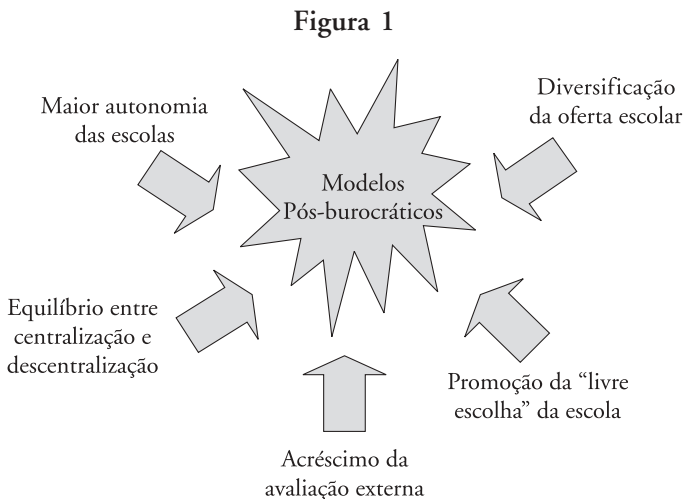 Figura 1
Maior autonomia
das escolas
Diversificação
da oferta escolar
Modelos
Pós-burocráticos
Equilíbrio entre
centralização e
descentralização
Promoção da “livre
escolha” da escola
Acréscimo da
avaliação externa